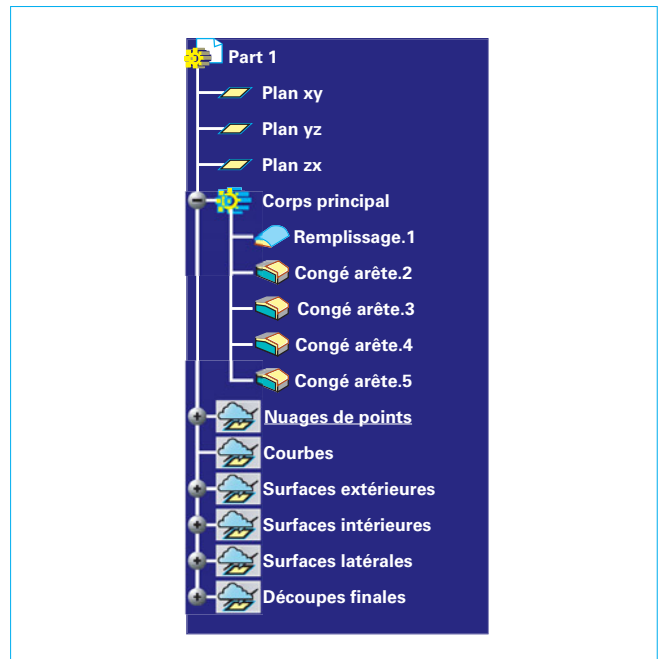 Part 1
Plan xy
Plan yz
Plan zx
Corps principal
Remplissage.1
Congé arête.2
Congé arête.3
Congé arête.4
Congé arête.5
Nuages de points
Courbes
Surfaces extérieures
Surfaces intérieures
Surfaces latérales
Découpes finales